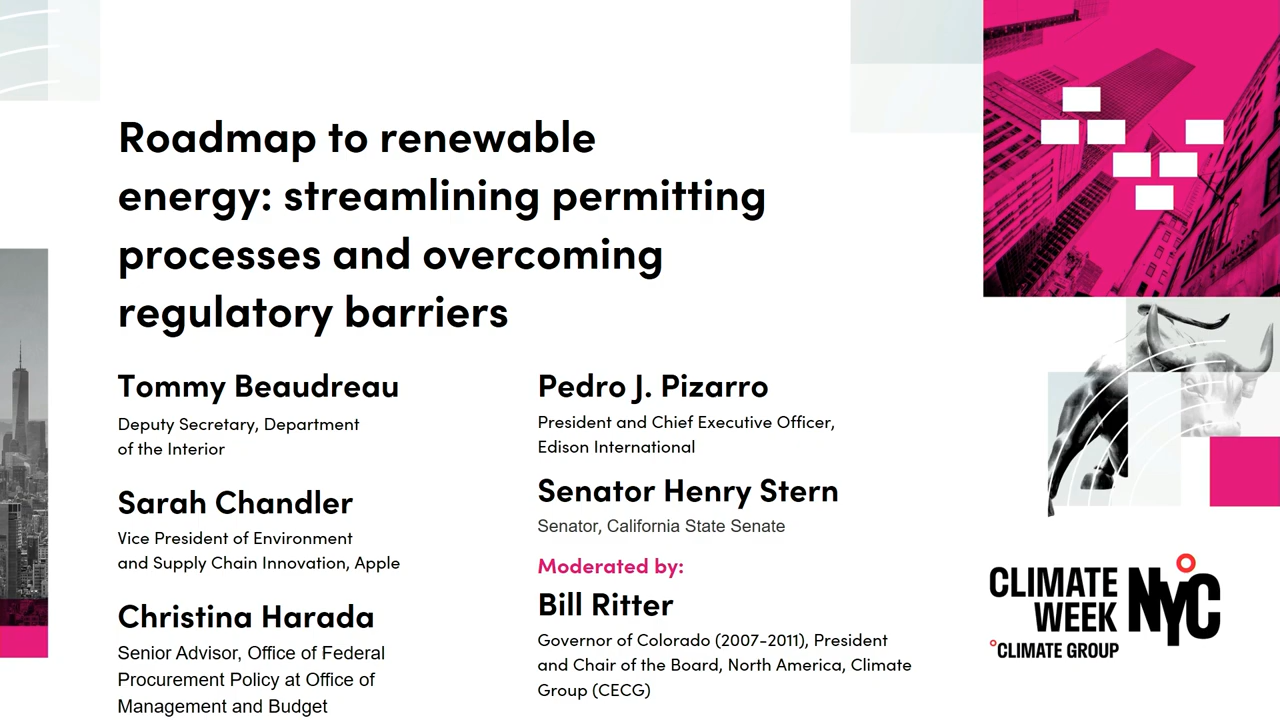 Roadmap to renewable
energy: streamlining permitting
processes and overcoming
regulatory barriers
Tommy Beaudreau
Deputy Secretary, Department
of the Interior
Sarah Chandler
Vice President of Environment
and Supply Chain Innovation, Apple
Christina Harada
Senior Advisor, Office of Federal
Procurement Policy at Office of
Management and Budget
Pedro J. Pizarro
President and Chief Executive Officer,
Edison International
Senator Henry Stern
Senator, California State Senate
Moderated by:
Bill Ritter
Governor of Colorado (2007-2011), President
and Chair of the Board, North America, Climate
Group (CECG)
CLIMATE
WEEK
NYC
°CLIMATE GROUP